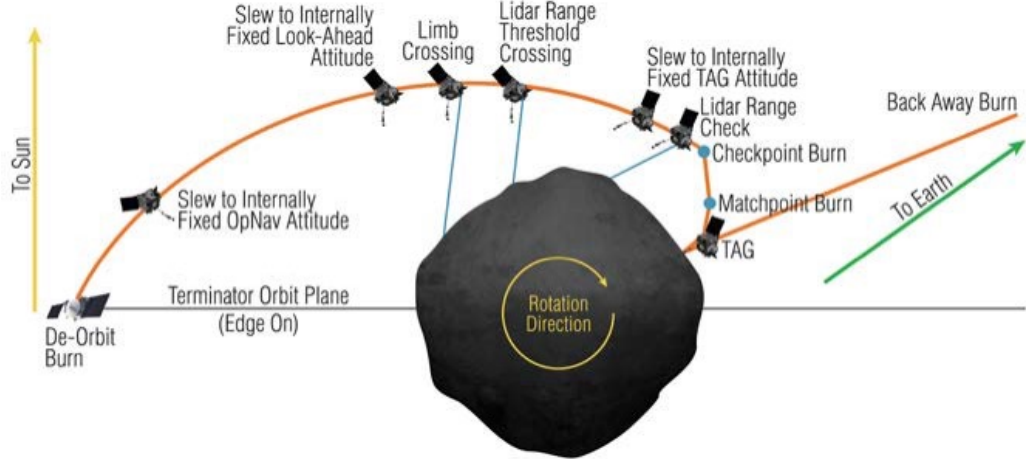 Slew to Internally
Fixed Look-Ahead
Attitude
Limb
Crossing
Lidar Range
Threshold
Crossing
Slew to Internally
Fixed TAG Attitude
Lidar Range
Check
Back Away Burn
Checkpoint Burn
To Sun
Slew to Internally
Fixed OpNav Attitude
Matchpoint Burn
To Earth
TAG
Terminator Orbit Plane
(Edge On)
De-Orbit
Burn
Rotation
Direction